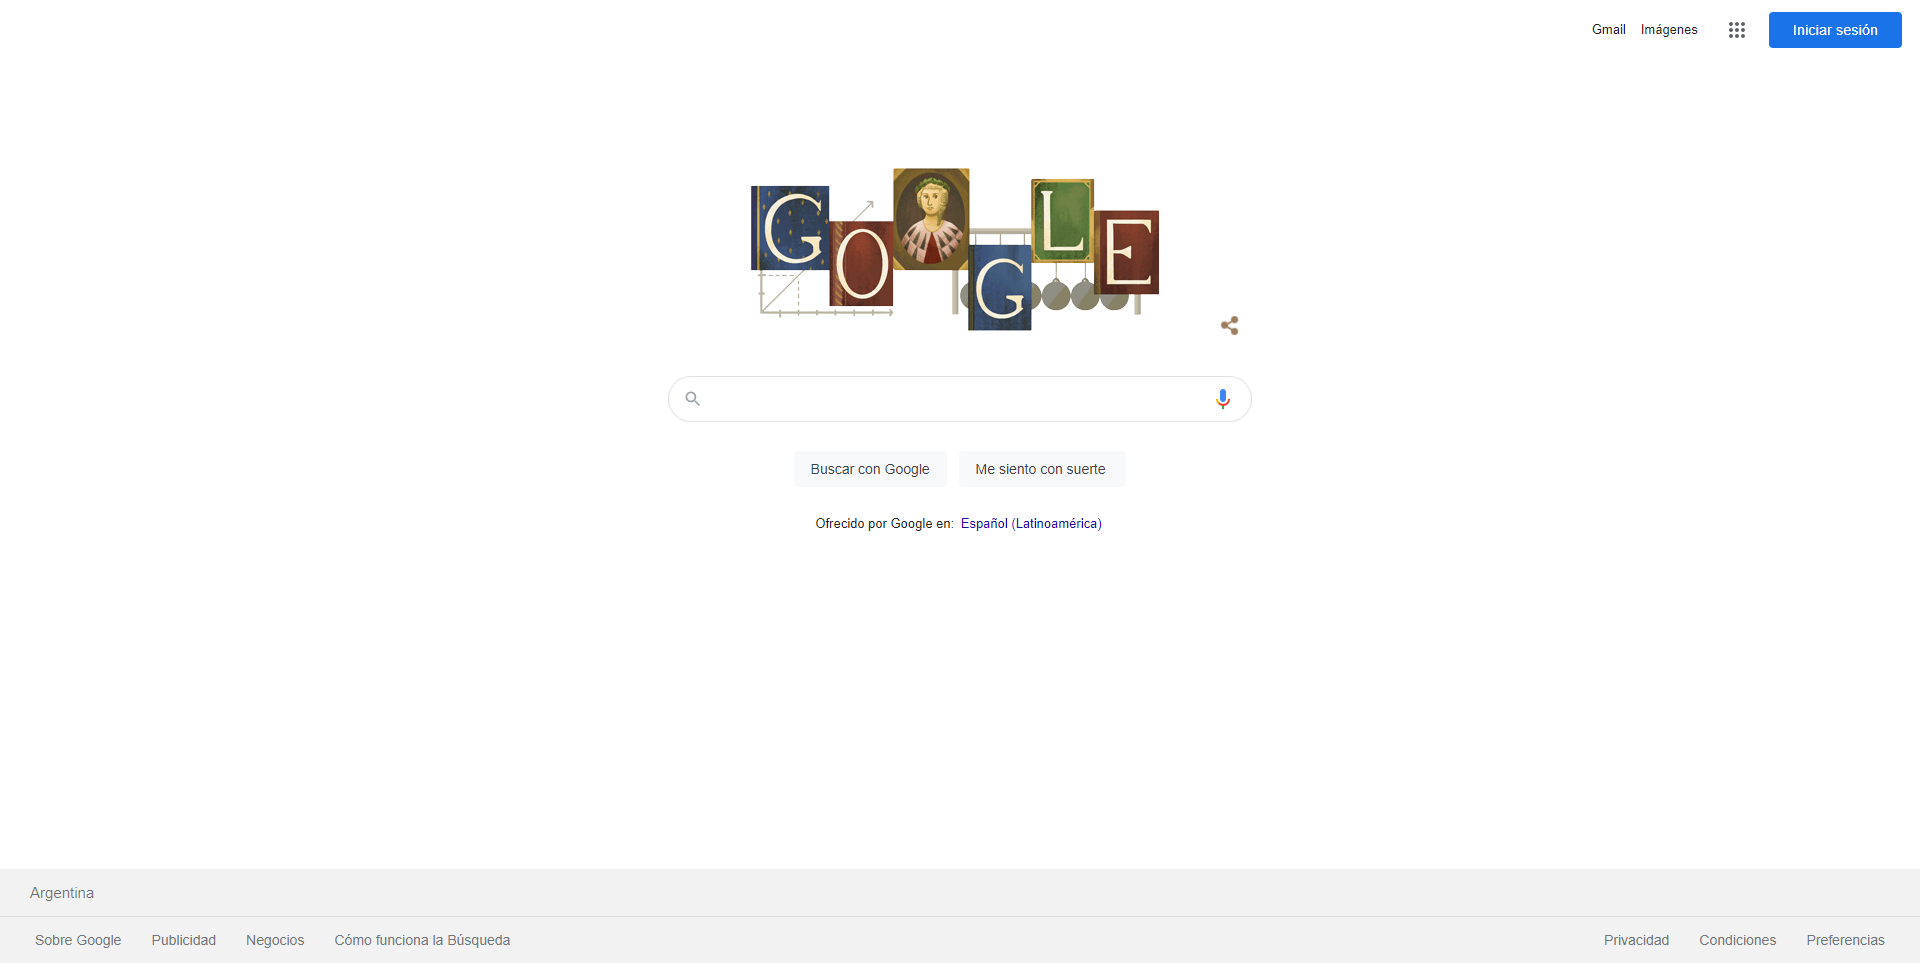 Gmail Imágenes Iniciar sesión
GOGLE
Buscar con Google Me siento con suerte
Ofrecido por Google en: Español (Latinoamérica)
Argentina
Sobre Google Publicidad Negocios Cómo funciona la Búsqueda Privacidad Condiciones Preferencias